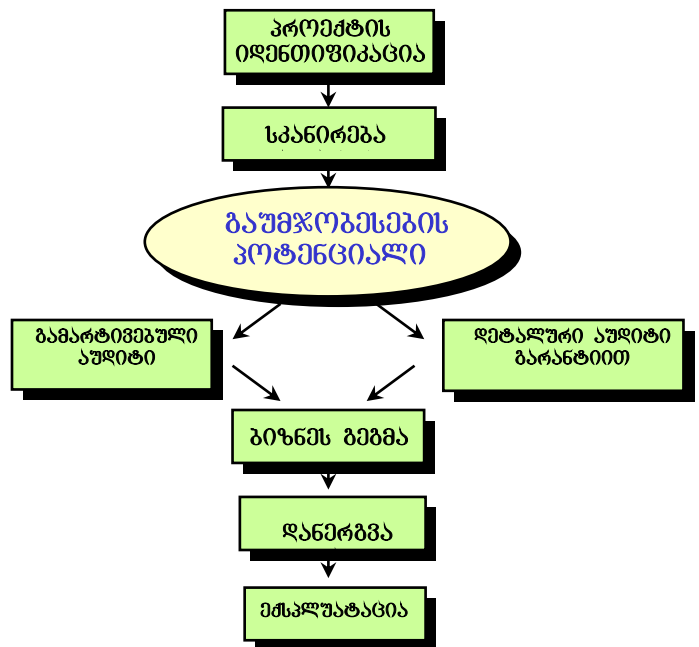 პროექტის
იდენტიფიკაცია
სკანირება
გაუმჯობესების
პოტენციალი
გამარტივებული
აუდიტი
დეტალური აუდიტი
გარანტიით
ბიზნეს გეგმა
დანერგვა
ექსპლუატაცია